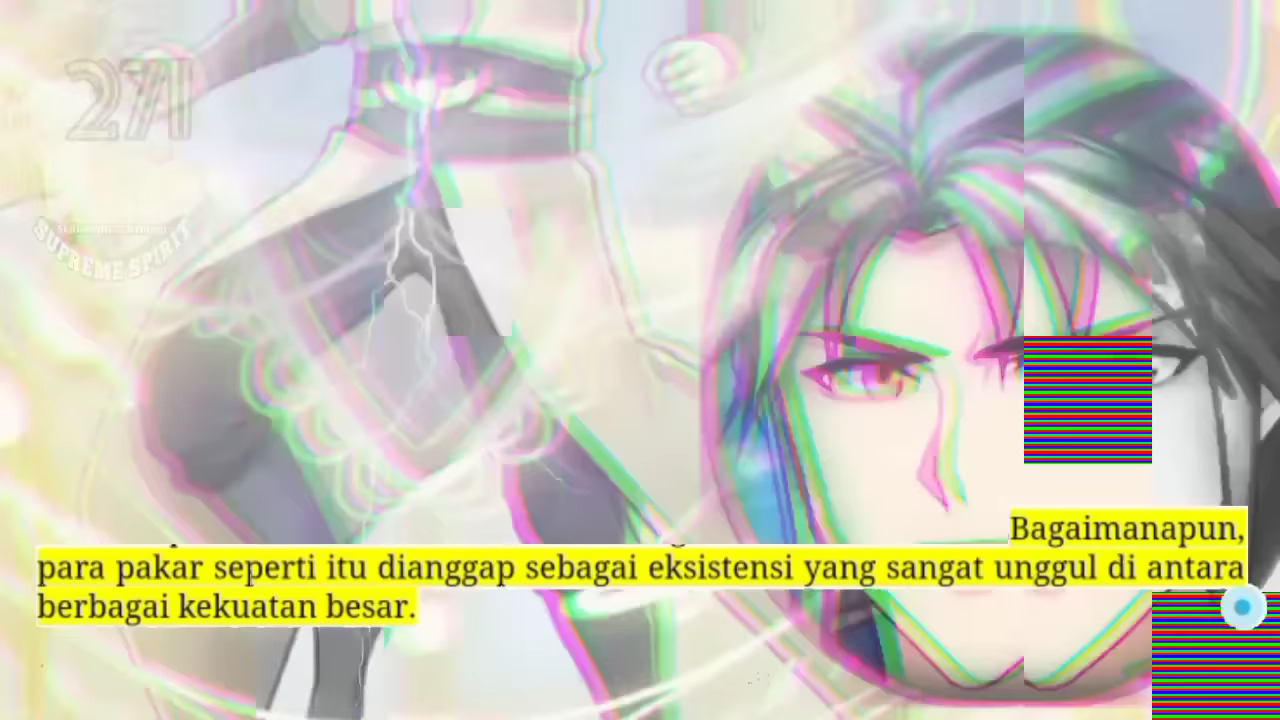 271
SUPREME SPIRIT
Bagaimanapun,
para pakar seperti itu dianggap sebagai eksistensi yang sangat unggul di antara
berbagai kekuatan besar.